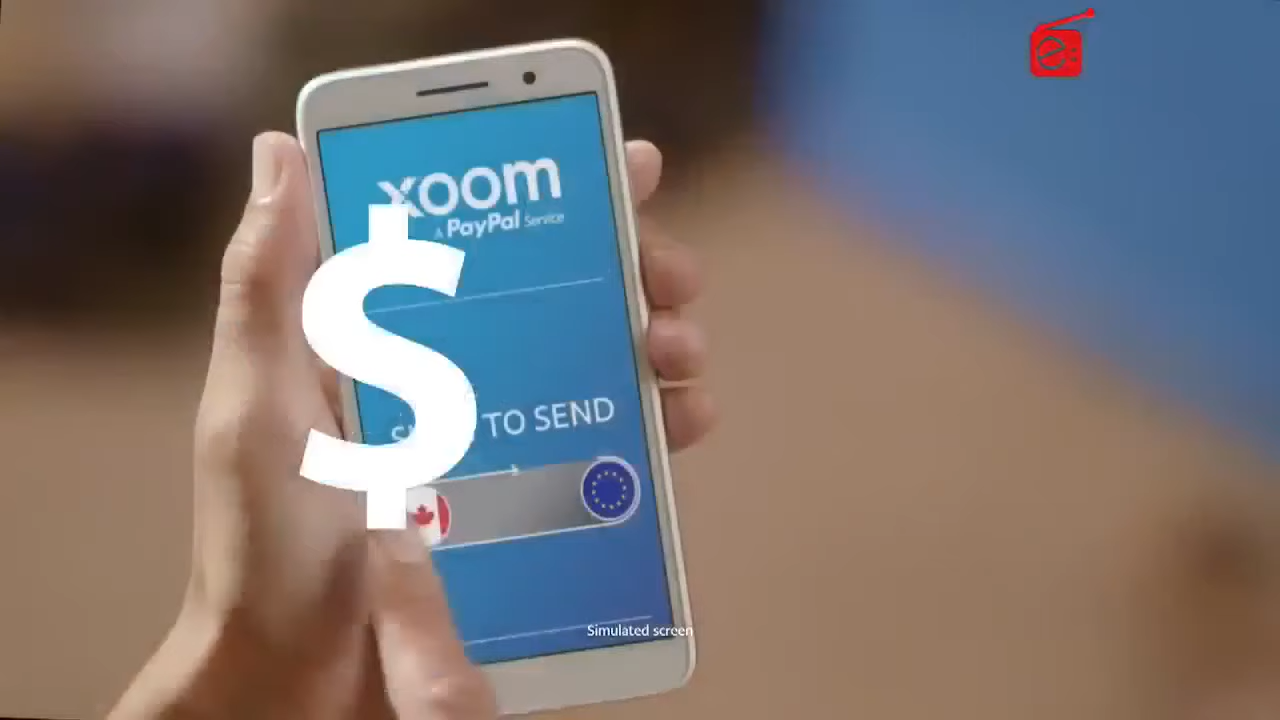 xoom
A PayPal Service
$
TO SEND
Simulated screen